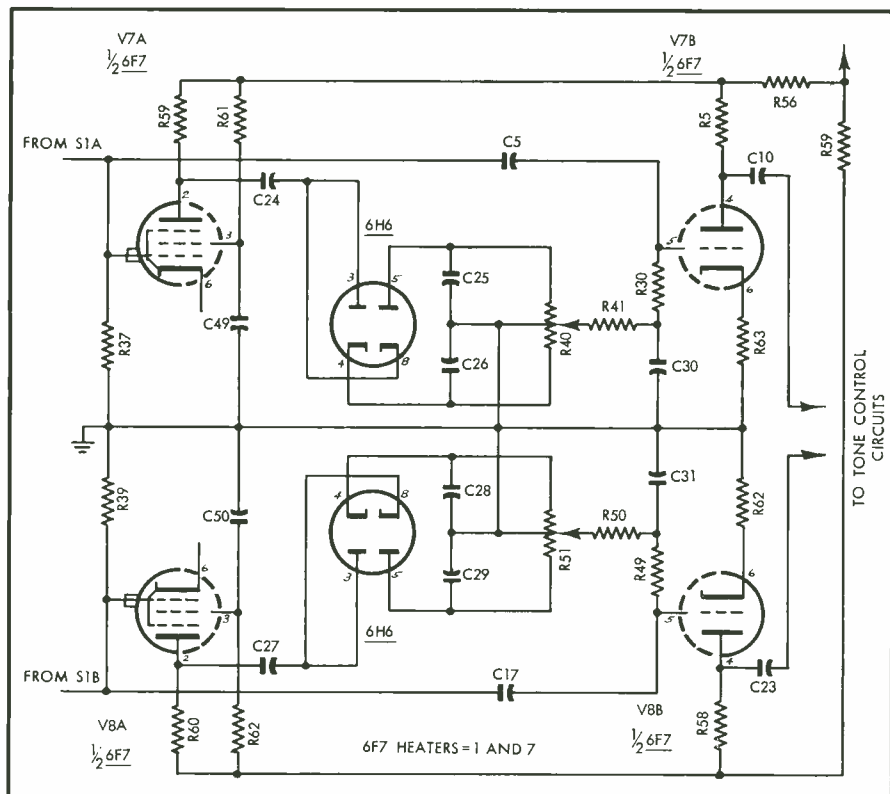 V7A
½ 6F7
V7B
½ 6F7
R59
R61
R5
R56
R59
FROM S1A
C5
C10
C24
2
3
6
6H6
3
5
4
8
C25
C26
R40
R41
R30
C30
4
5
6
R63
R37
C49
TO TONE CONTROL
CIRCUITS
R39
C50
4
8
3
5
6H6
C28
C29
R51
R50
C31
R49
R62
6
5
4
6
3
2
C27
C17
C23
FROM S1B
V8A
½ 6F7
R60
R62
6F7 HEATERS = 1 AND 7
V8B
½ 6F7
R58